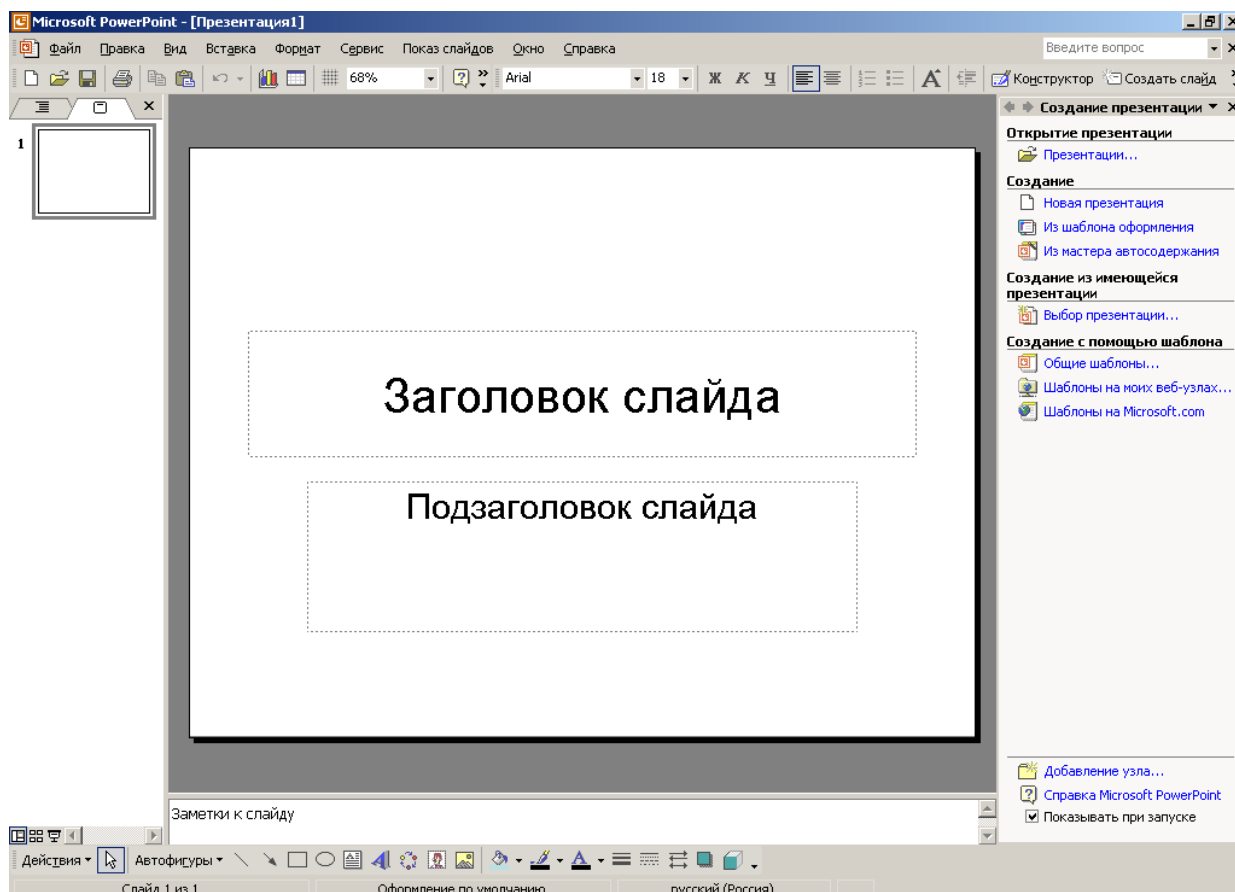 Microsoft PowerPoint - [Презентация1]
Файл Правка Вид Вставка Формат Сервис Показ слайдов Окно Справка Введите вопрос
68% Arial 18 Ж К Ч Конструктор Создать слайд
Создание презентации
1
Открытие презентации
Презентации...
Создание
Новая презентация
Из шаблона оформления
Из мастера автосодержания
Создание из имеющейся
презентации
Выбор презентации...
Создание с помощью шаблона
Общие шаблоны...
Шаблоны на моих веб-узлах...
Шаблоны на Microsoft.com
Заголовок слайда
Подзаголовок слайда
Добавление узла...
Справка Microsoft PowerPoint
Показывать при запуске
Заметки к слайду
Действия Автофигуры
Слайд 1 из 1 Оформление по умолчанию русский (Россия)